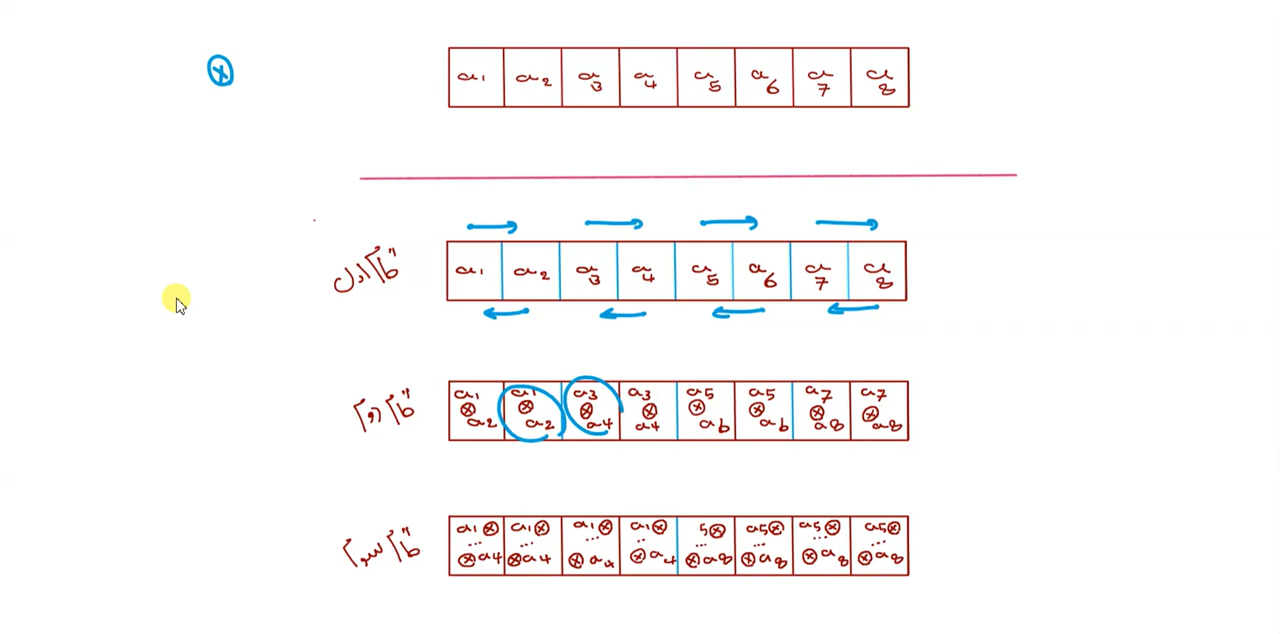 ⊗ a1 a2 a3 a4 a5 a6 a7 a8
گام اول
a1 a2 a3 a4 a5 a6 a7 a8
گام دوم
a1 a1 a3 a3 a5 a5 a7 a7
⊗ ⊗ ⊗ ⊗ ⊗ ⊗ ⊗ ⊗
a2 a2 a4 a4 a6 a6 a8 a8
گام سوم
a1⊗ a1⊗ a1⊗ a1⊗ 5⊗ a5⊗ a5⊗ a5⊗
... ... ... ... ... ... ... ...
⊗a4 ⊗a4 ⊗a4 ⊗a4 ⊗a8 ⊗a8 ⊗a8 ⊗a8